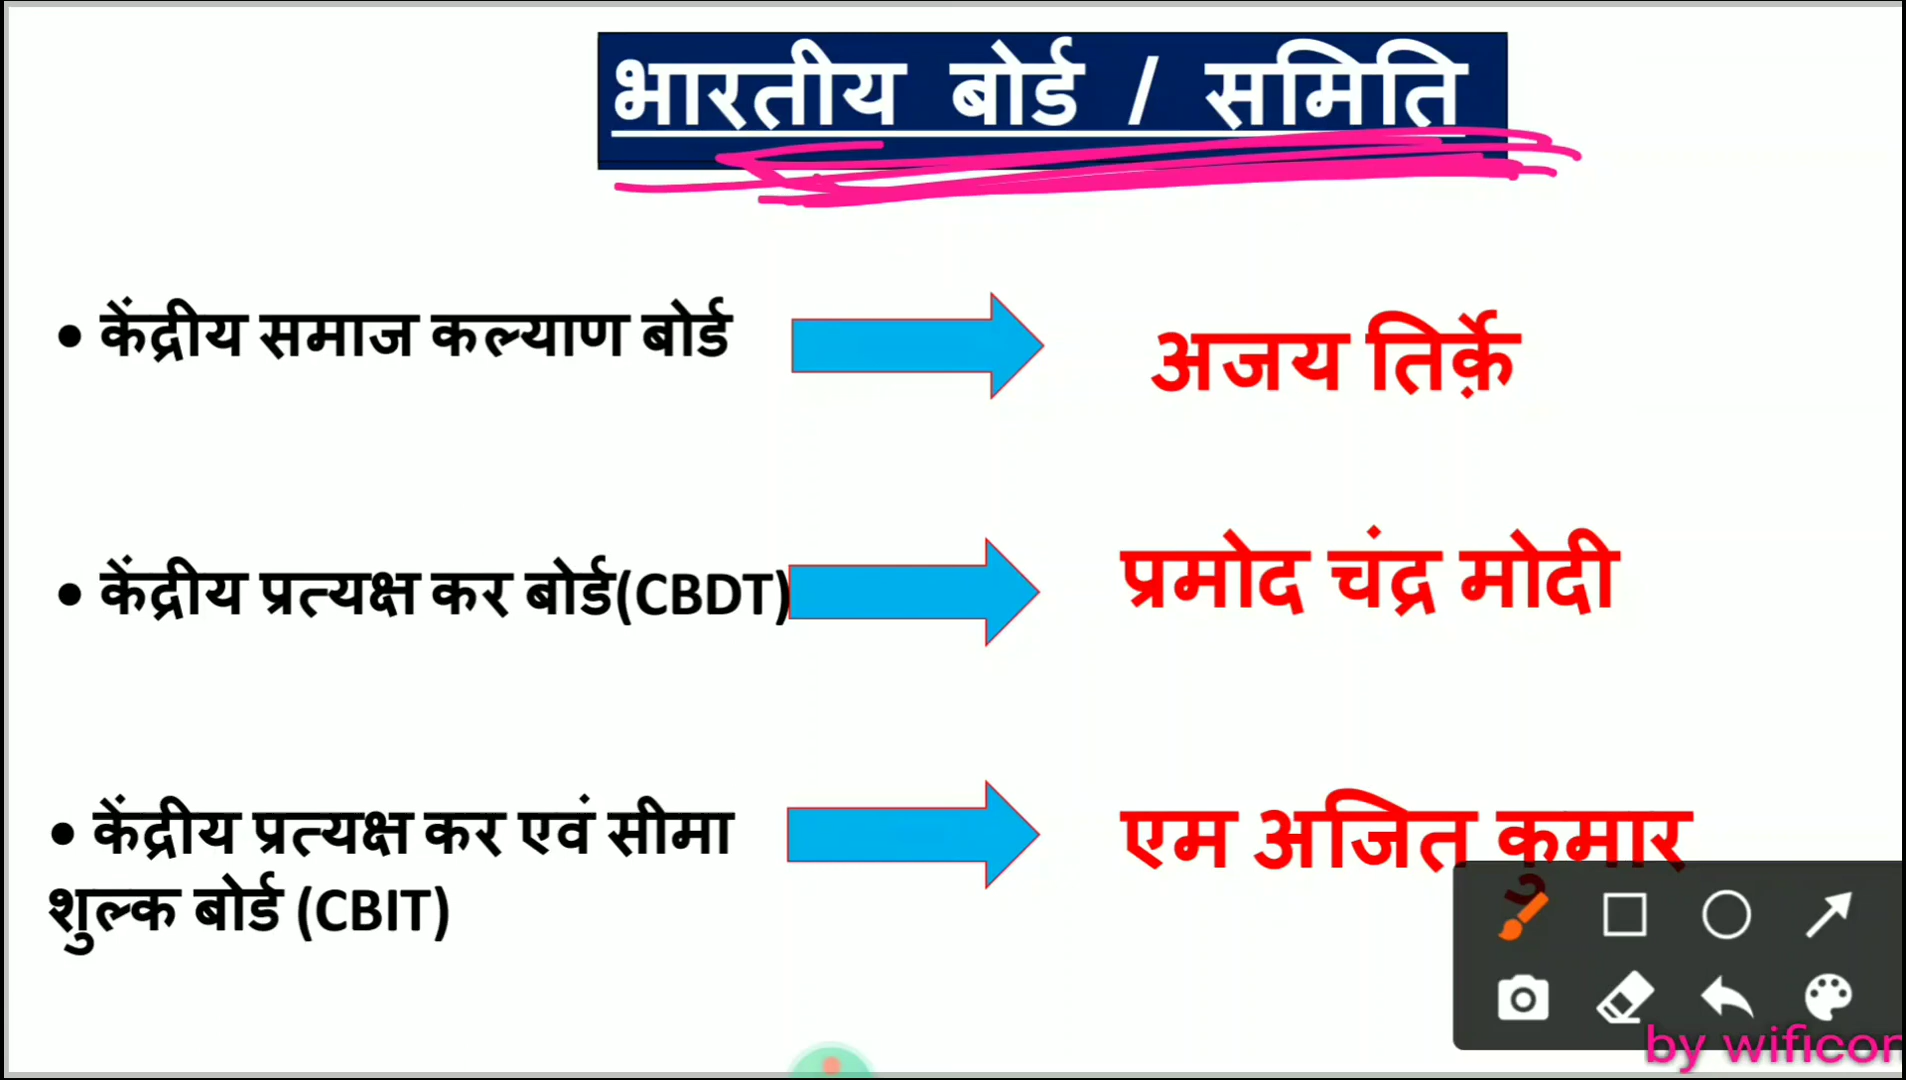 भारतीय बोर्ड / समिति
• केंद्रीय समाज कल्याण बोर्ड
अजय तिर्क़े
• केंद्रीय प्रत्यक्ष कर बोर्ड(CBDT)
प्रमोद चंद्र मोदी
• केंद्रीय प्रत्यक्ष कर एवं सीमा
शुल्क बोर्ड (CBIT)
एम अजित कुमार
by wificon